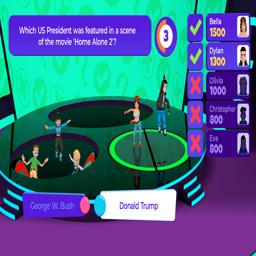 Which US President was featured in a scene
of the movie 'Home Alone 2'?
3
Bella
1500
Dylan
1300
Olivia
1000
Christopher
800
Eva
800
George W. Bush
Donald Trump